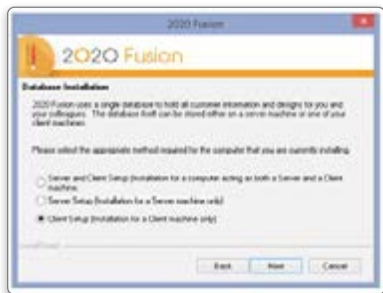 2020 Fusion
2020 Fusion
Database Installation
2020 Fusion uses a single database to hold all customer information and designs for you and
your colleagues. The database itself can be stored either on a server machine or one of your
client machines.
Please select the appropriate method required for the computer that you are currently installing.
Server and Client Setup (Installation for a computer acting as both a Server and a Client
machine.
Server Setup (Installation for a Server machine only)
Client Setup (Installation for a Client machine only)
Back Next Cancel